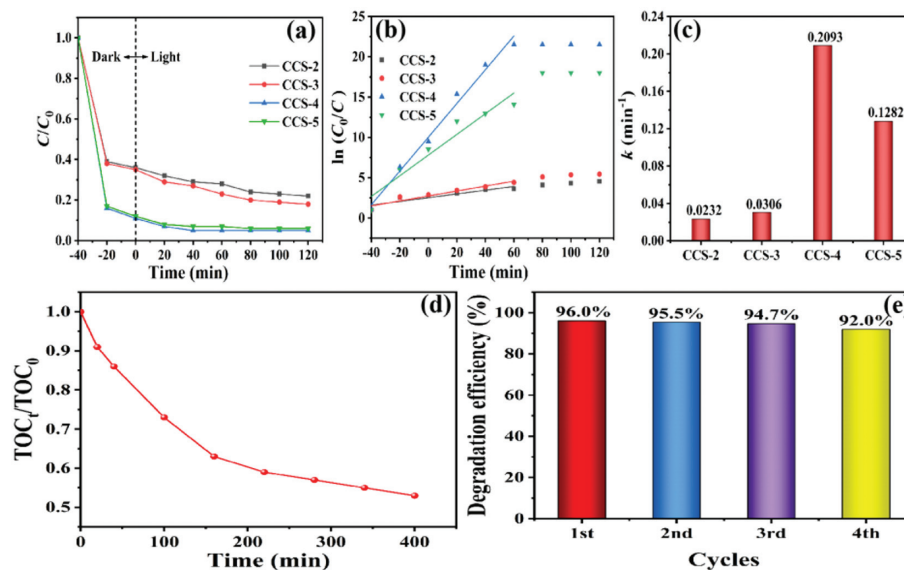 (a)
Dark Light
CCS-2
CCS-3
CCS-4
CCS-5
C/C0
1.0
0.8
0.6
0.4
0.2
0.0
-40 -20 0 20 40 60 80 100 120
Time (min)
(b)
CCS-2
CCS-3
CCS-4
CCS-5
ln (C0/C)
25
20
15
10
5
0
-40 -20 0 20 40 60 80 100 120
Time (min)
(c)
k (min-1)
0.24
0.20
0.16
0.12
0.08
0.04
0.00
0.0232
0.0306
0.2093
0.1282
CCS-2 CCS-3 CCS-4 CCS-5
(d)
TOCt/TOC0
1.0
0.9
0.8
0.7
0.6
0.5
0 100 200 300 400
Time (min)
(e)
Degradation efficiency (%)
100
80
60
40
20
0
96.0% 95.5% 94.7% 92.0%
1st 2nd 3rd 4th
Cycles